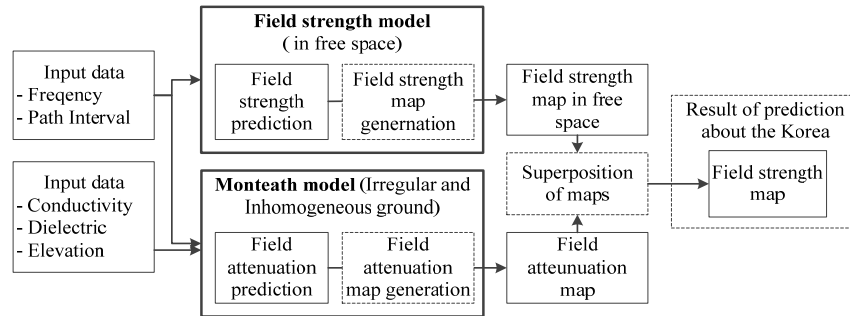 Input data
- Freqency
- Path Interval
Input data
- Conductivity
- Dielectric
- Elevation
Field strength model
( in free space)
Field
strength
prediction
Field strength
map
genernation
Monteath model (Irregular and
Inhomogeneous ground)
Field
attenuation
prediction
Field
attenuation
map generation
Field strength
map in free
space
Superposition
of maps
Field
atteunuation
map
Result of prediction
about the Korea
Field strength
map